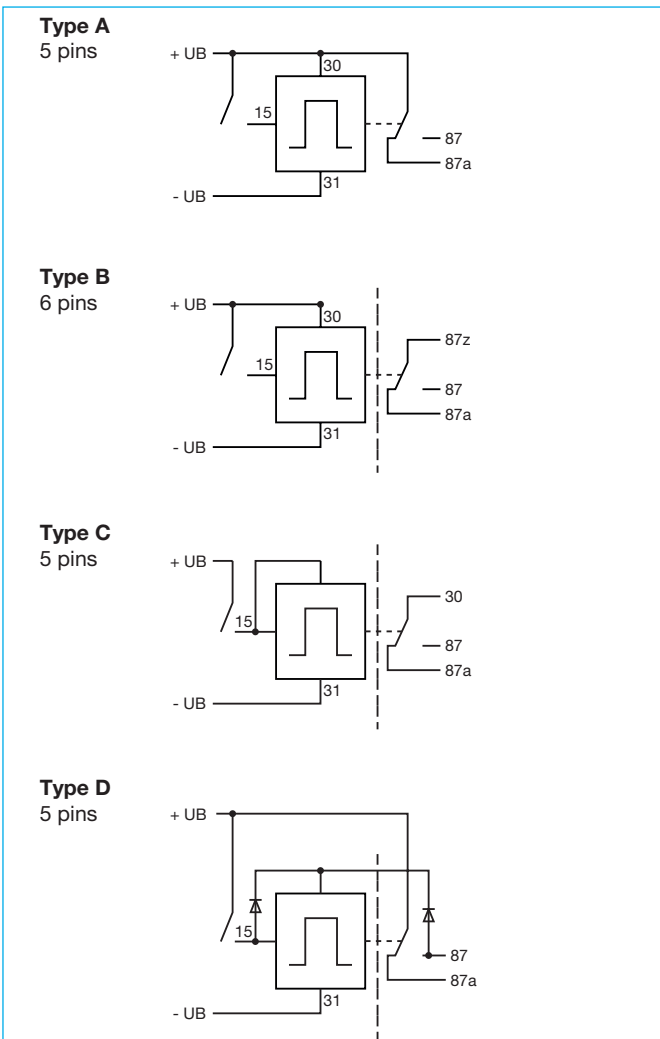 Type A
5 pins
+ UB
30
15
87
87a
31
- UB
Type B
6 pins
+ UB
30
87z
15
87
87a
31
- UB
Type C
5 pins
+ UB
30
15
87
87a
31
- UB
Type D
5 pins
+ UB
15
87
87a
31
- UB